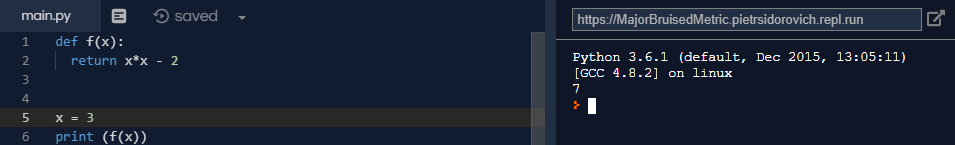 main.py
saved
1 def f(x):
2 return x*x - 2
3
4
5 x = 3
6 print (f(x))
https://MajorBruisedMetric.pietrsidorovich.repl.run
Python 3.6.1 (default, Dec 2015, 13:05:11)
[GCC 4.8.2] on linux
7